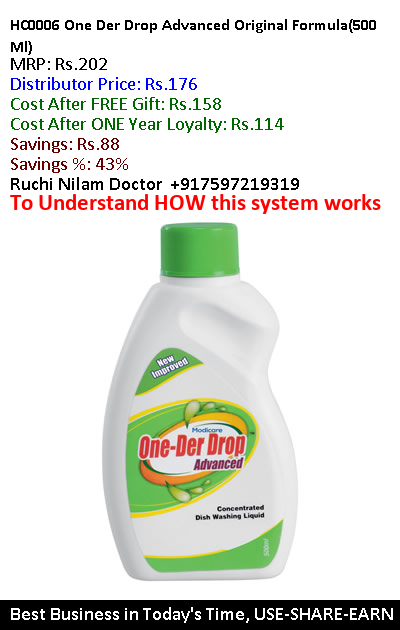 HC0006 One Der Drop Advanced Original Formula(500
Ml)
MRP: Rs.202
Distributor Price: Rs.176
Cost After FREE Gift: Rs.158
Cost After ONE Year Loyalty: Rs.114
Savings: Rs.88
Savings %: 43%
Ruchi Nilam Doctor +917597219319
To Understand HOW this system works
New
Improved
Modicare
One-Der Drop
Advanced
Concentrated
Dish Washing Liquid
500ml
Best Business in Today's Time, USE-SHARE-EARN